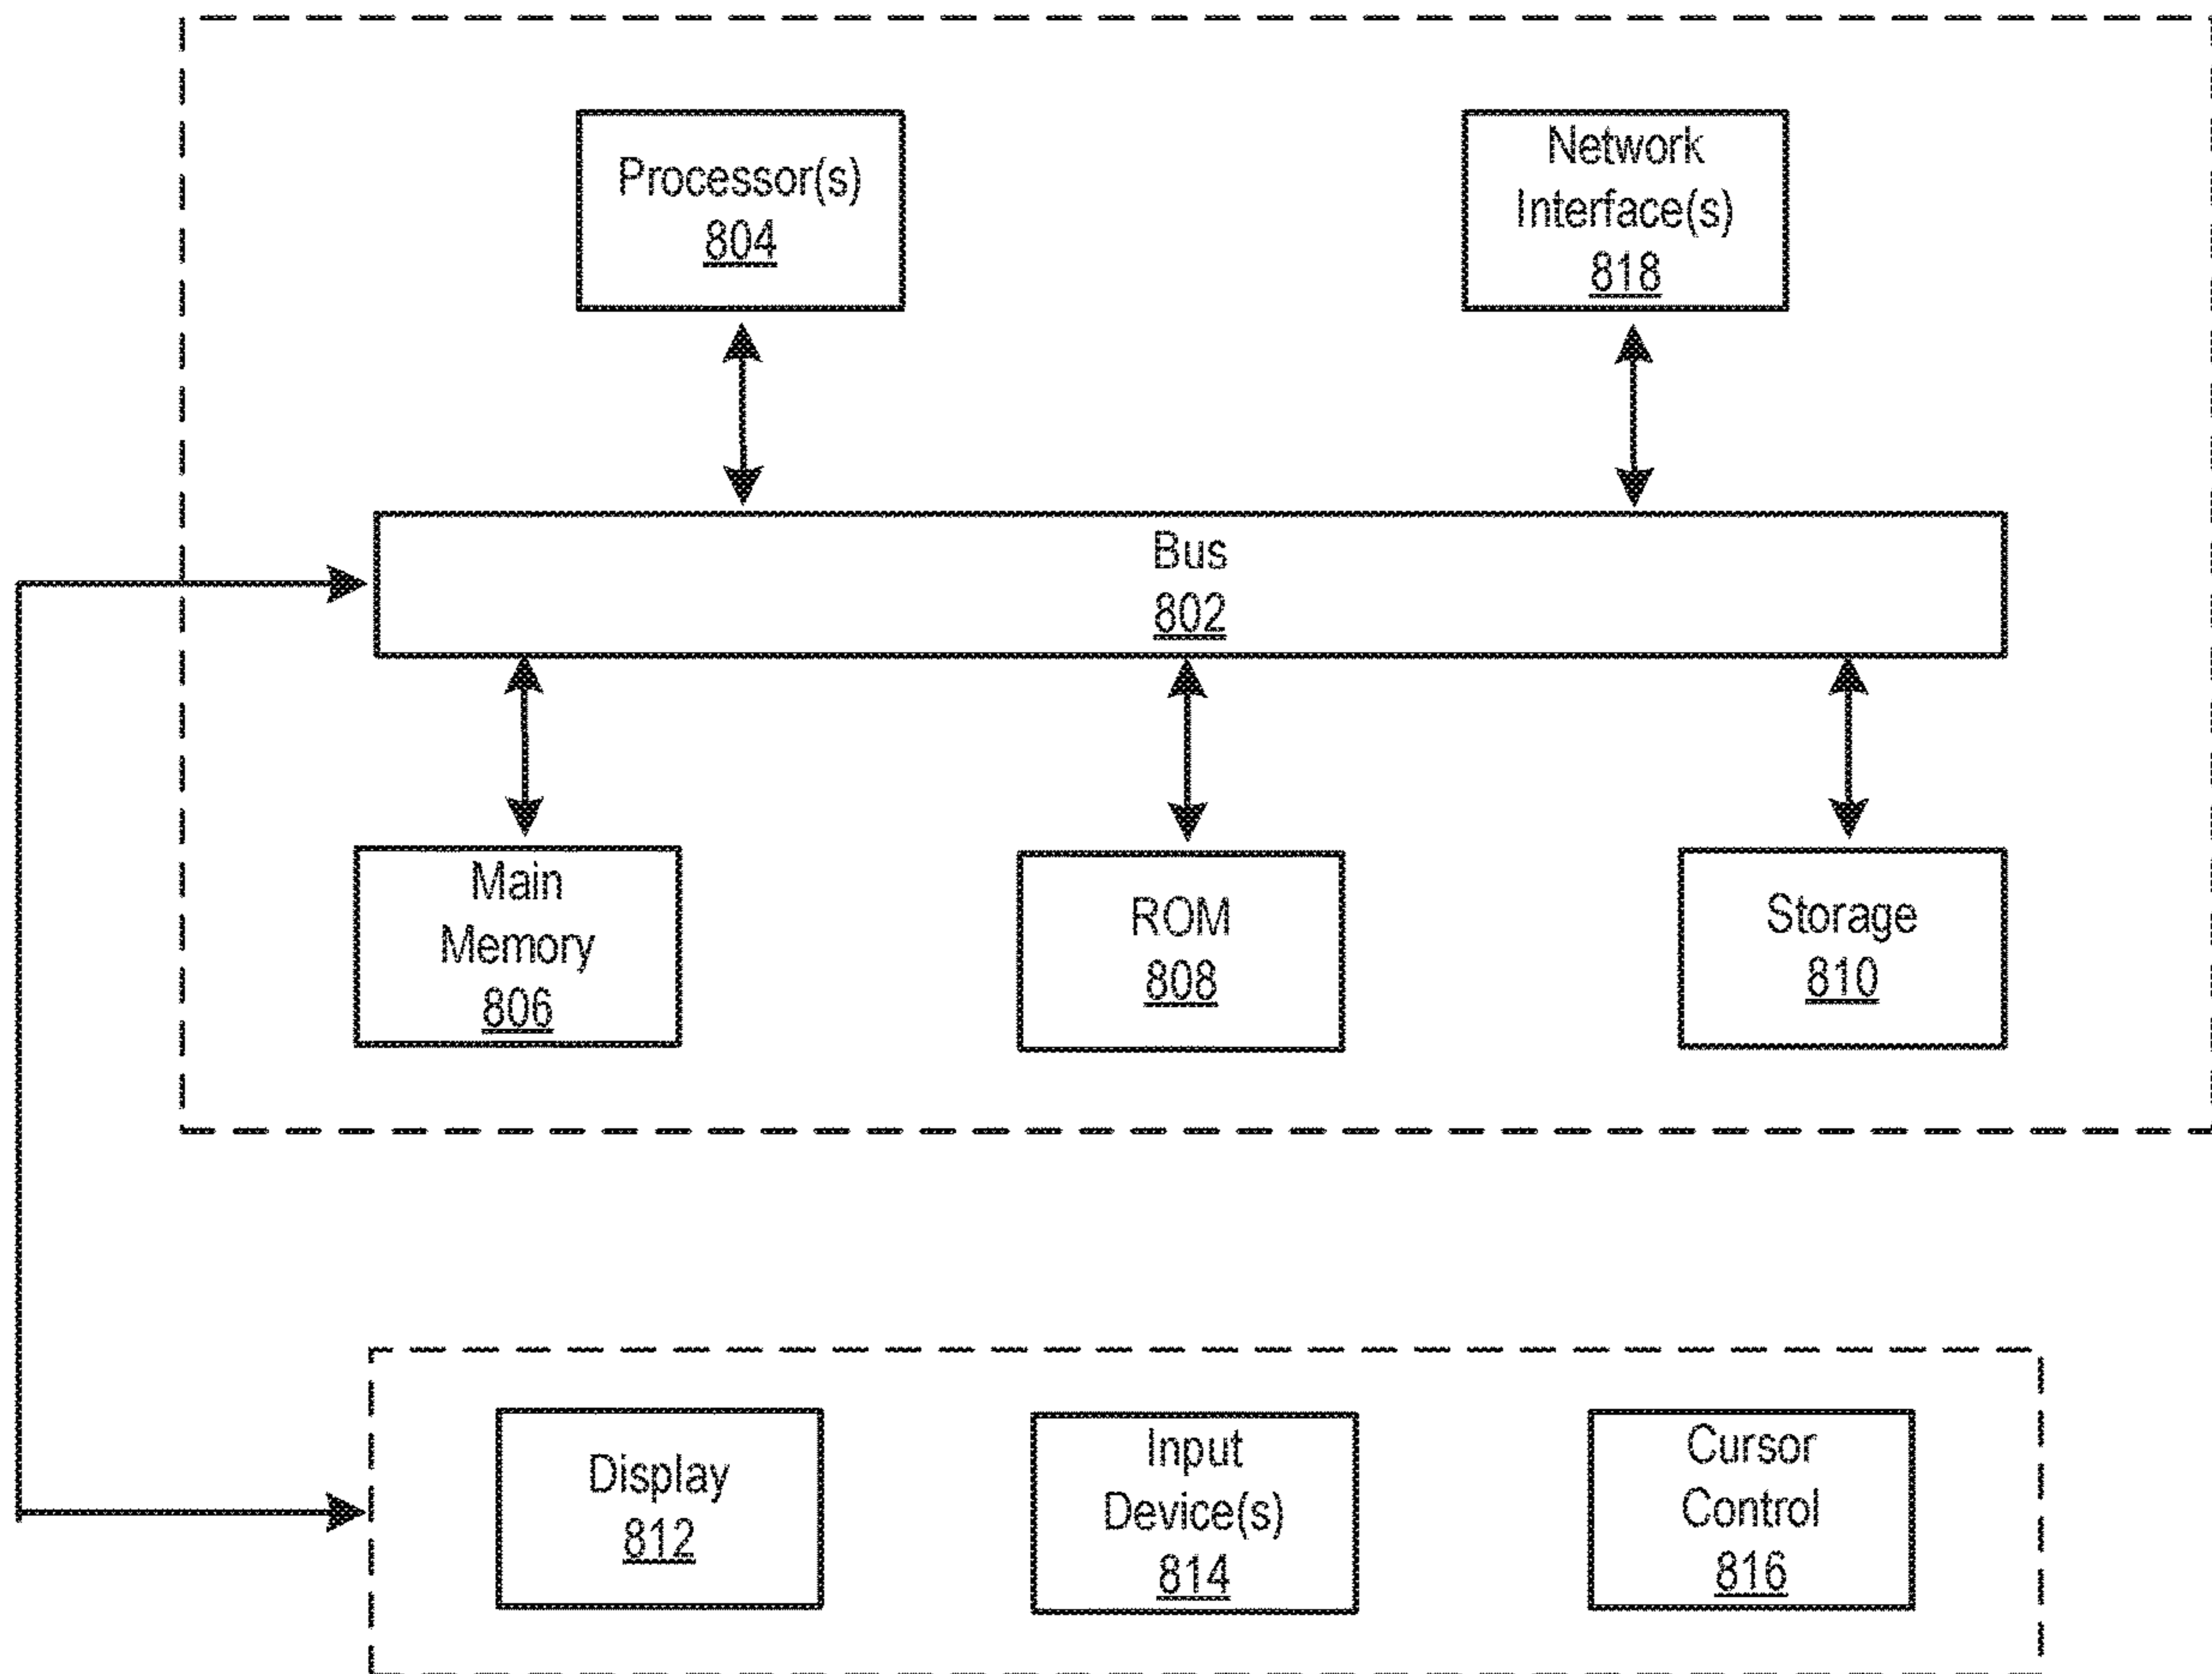 Processor(s)
804
Network
Interface(s)
818
Bus
802
Main
Memory
806
ROM
808
Storage
810
Display
812
Input
Device(s)
814
Cursor
Control
816